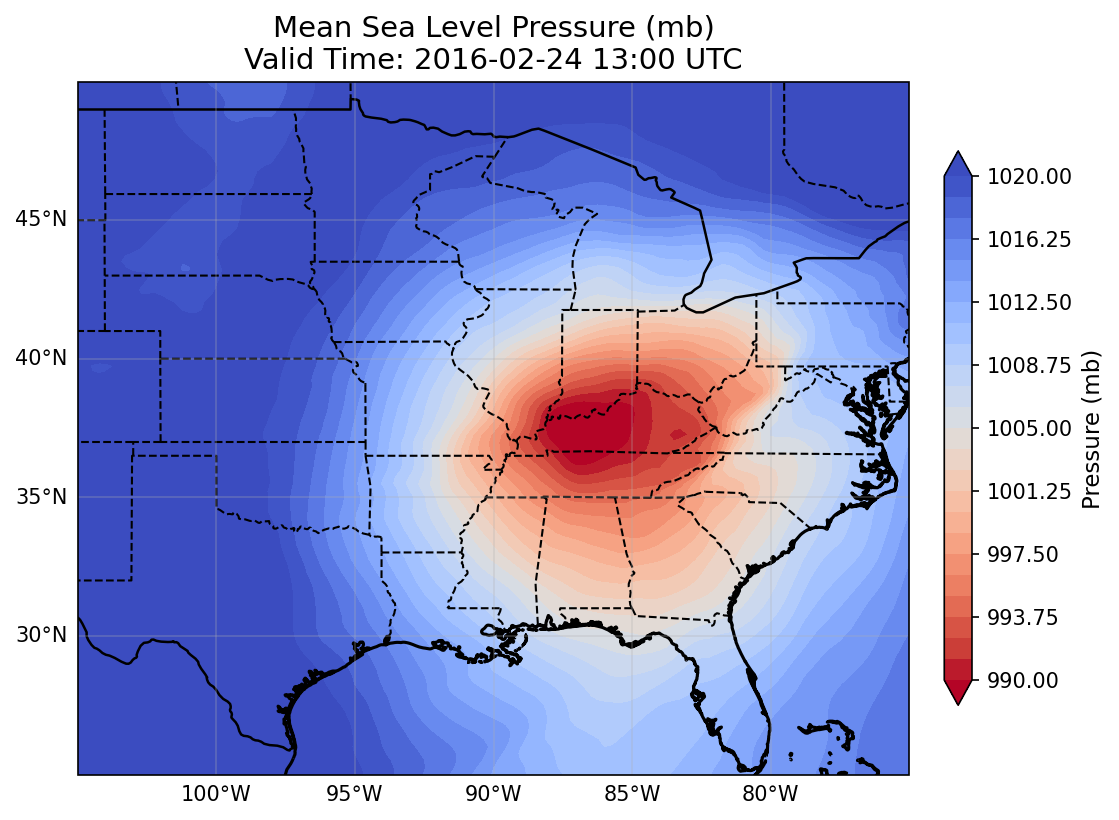 Mean Sea Level Pressure (mb)
Valid Time: 2016-02-24 13:00 UTC
45°N
40°N
35°N
30°N
100°W
95°W
90°W
85°W
80°W
1020.00
1016.25
1012.50
1008.75
1005.00
1001.25
997.50
993.75
990.00
Pressure (mb)